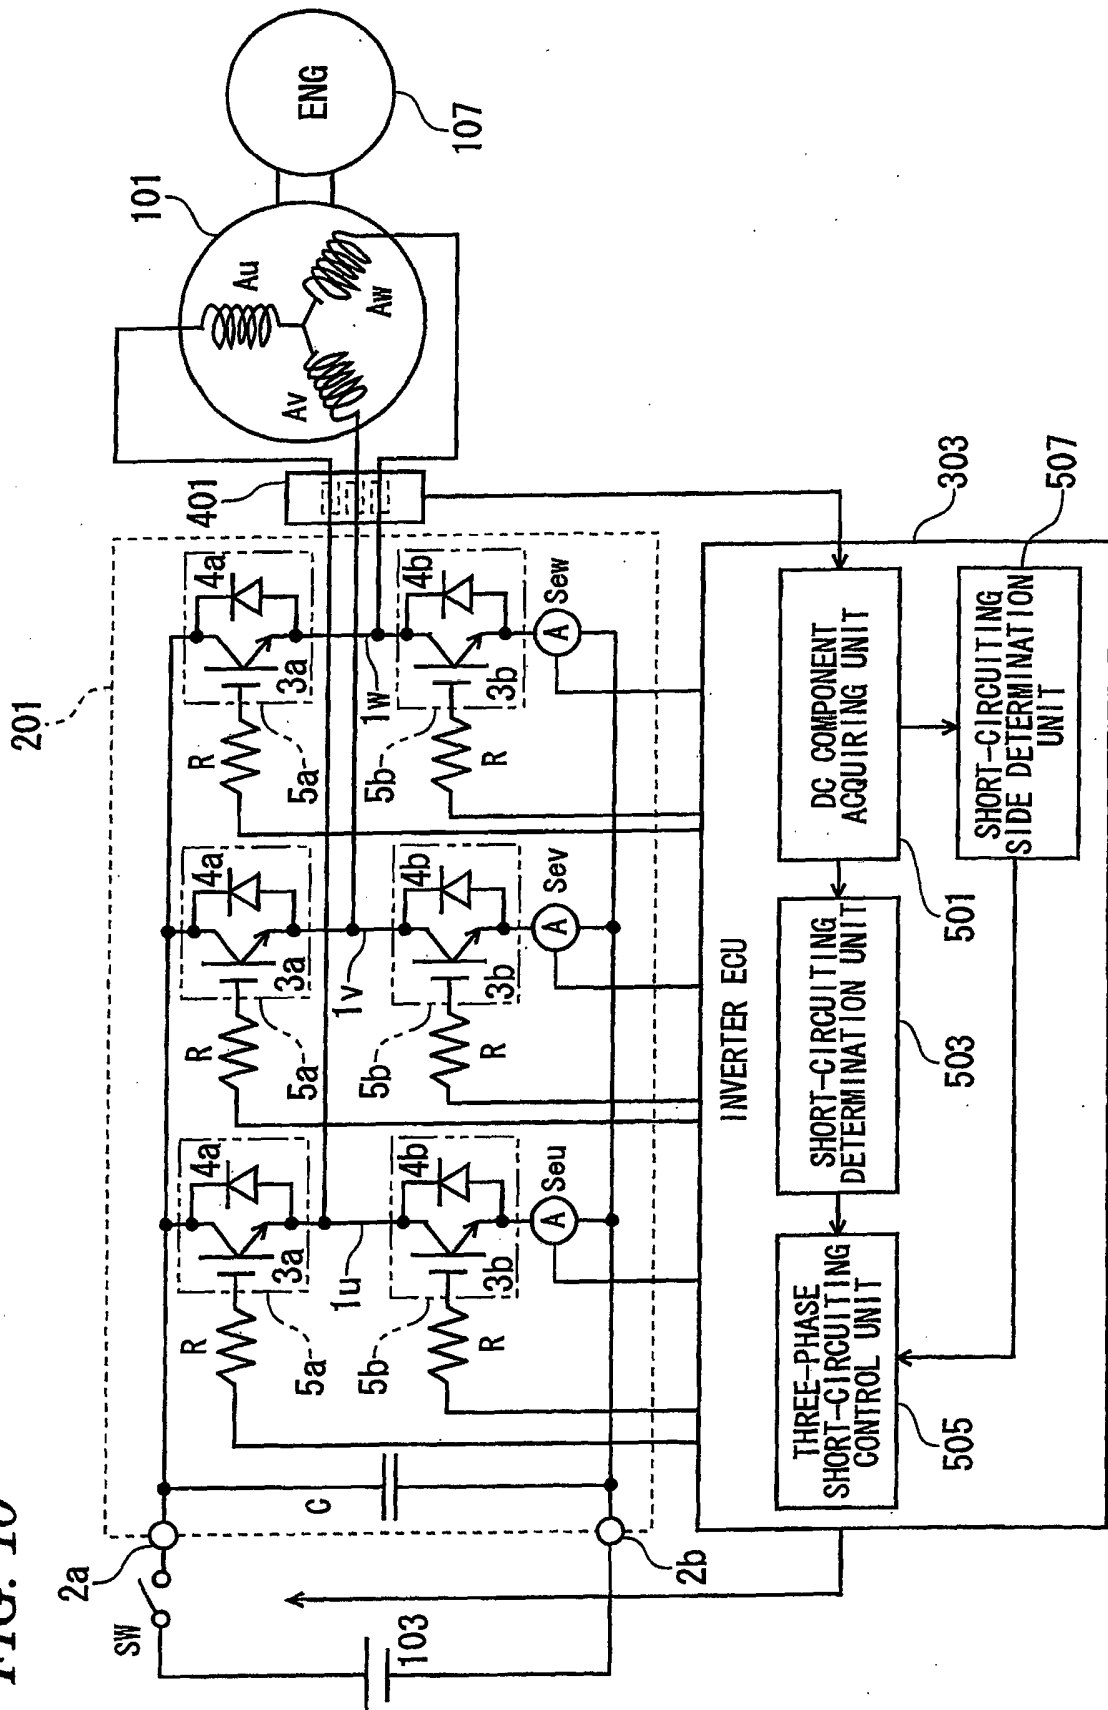 FIG. 10
201
SW
2a
C
103
2b
R
R
R
5a
5a
5a
4a
4a
4a
3a
3a
3a
1u
1v
1w
5b
5b
5b
4b
4b
4b
3b
3b
3b
R
R
R
A
A
A
Seu
Sev
Sew
401
101
Au
Av
Aw
ENG
107
INVERTER ECU
303
THREE-PHASE
SHORT-CIRCUITING
CONTROL UNIT
505
SHORT-CIRCUITING
DETERMINATION UNIT
503
DC COMPONENT
ACQUIRING UNIT
501
SHORT-CIRCUITING
SIDE DETERMINATION
UNIT
507